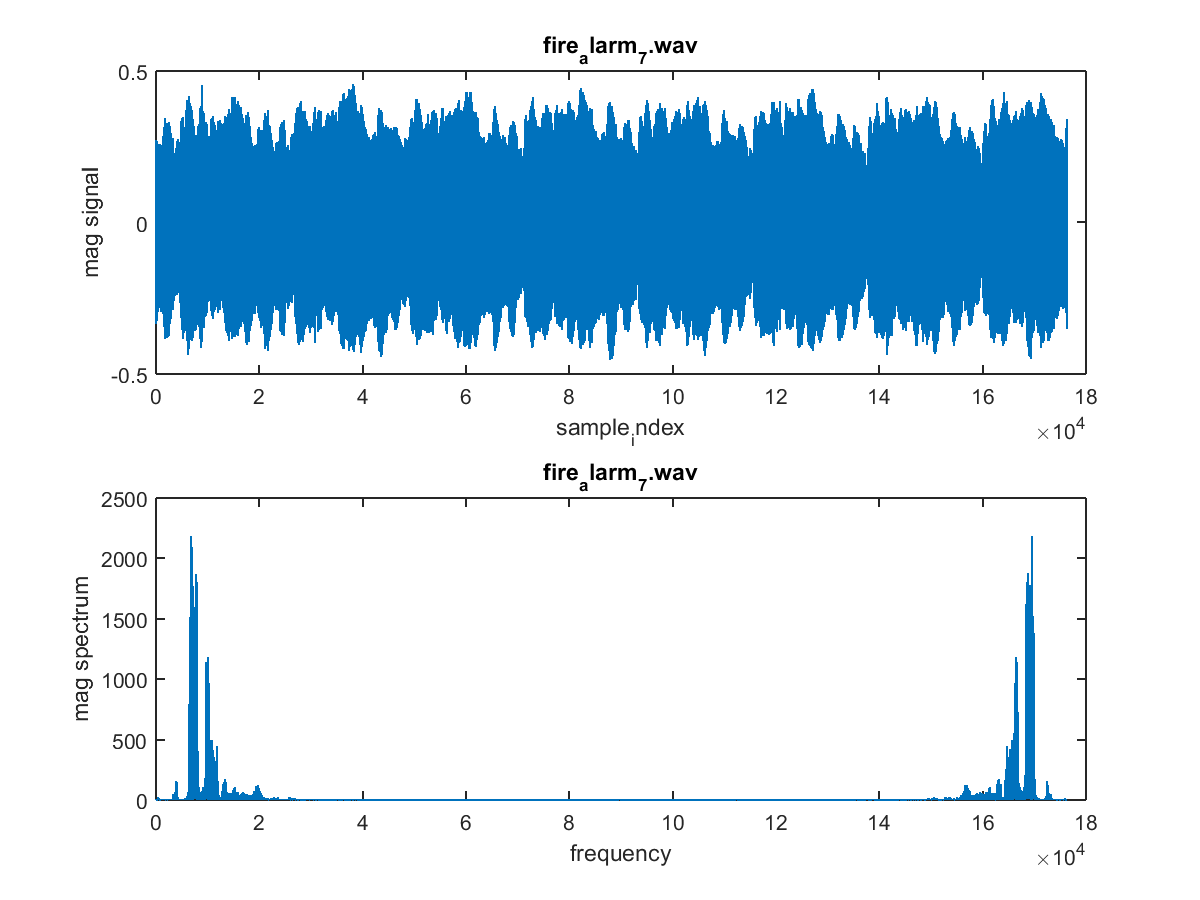 fire_alarm_7.wav
0.5
0
-0.5
mag signal
0 2 4 6 8 10 12 14 16 18
×10^4
sample_index
fire_alarm_7.wav
2500
2000
1500
1000
500
0
mag spectrum
0 2 4 6 8 10 12 14 16 18
×10^4
frequency